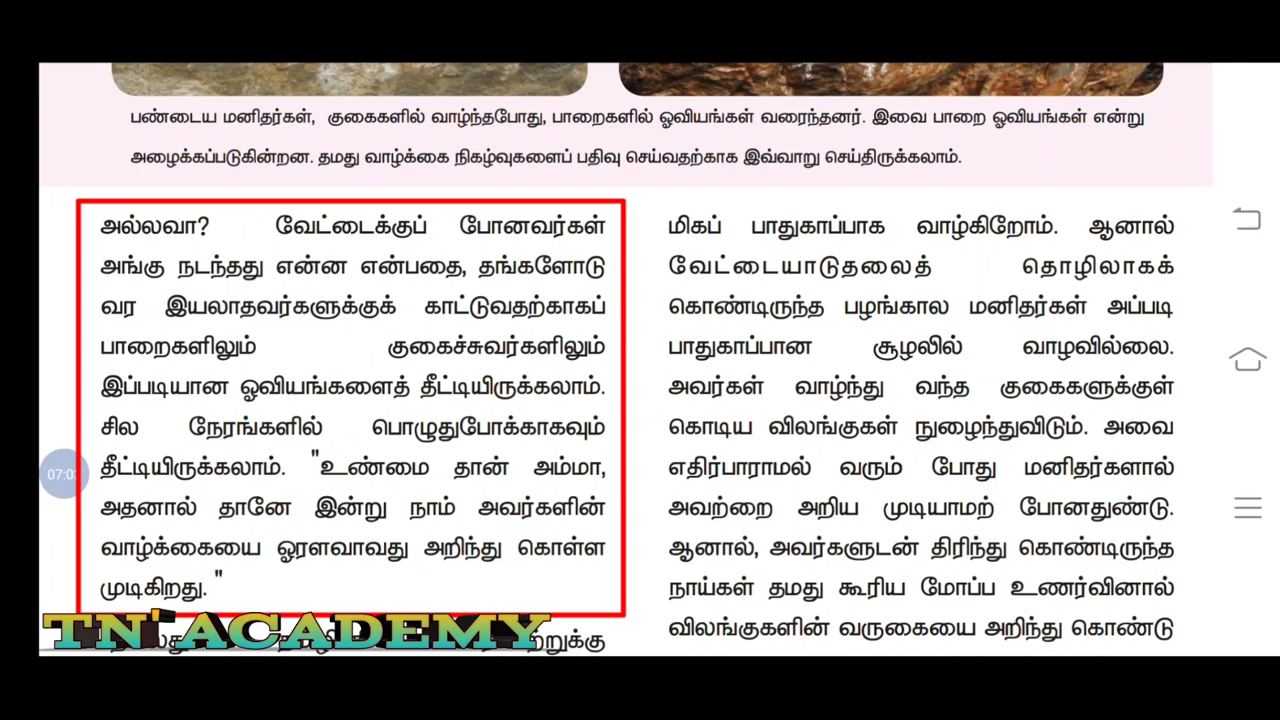 பண்டைய மனிதர்கள், குகைகளில் வாழ்ந்தபோது, பாறைகளில் ஓவியங்கள் வரைந்தனர். இவை பாறை ஓவியங்கள் என்று
அழைக்கப்படுகின்றன. தமது வாழ்க்கை நிகழ்வுகளைப் பதிவு செய்வதற்காக இவ்வாறு செய்திருக்கலாம்.
அல்லவா? வேட்டைக்குப் போனவர்கள்
அங்கு நடந்தது என்ன என்பதை, தங்களோடு
வர இயலாதவர்களுக்குக் காட்டுவதற்காகப்
பாறைகளிலும் குகைச்சுவர்களிலும்
இப்படியான ஓவியங்களைத் தீட்டியிருக்கலாம்.
சில நேரங்களில் பொழுதுபோக்காகவும்
தீட்டியிருக்கலாம். "உண்மை தான் அம்மா,
அதனால் தானே இன்று நாம் அவர்களின்
வாழ்க்கையை ஓரளவாவது அறிந்து கொள்ள
முடிகிறது. "
TN' ACADEMY
மிகப் பாதுகாப்பாக வாழ்கிறோம். ஆனால்
வேட்டையாடுதலைத் தொழிலாகக்
கொண்டிருந்த பழங்கால மனிதர்கள் அப்படி
பாதுகாப்பான சூழலில் வாழவில்லை.
அவர்கள் வாழ்ந்து வந்த குகைகளுக்குள்
கொடிய விலங்குகள் நுழைந்துவிடும். அவை
எதிர்பாராமல் வரும் போது மனிதர்களால்
அவற்றை அறிய முடியாமற் போனதுண்டு.
ஆனால், அவர்களுடன் திரிந்து கொண்டிருந்த
நாய்கள் தமது கூரிய மோப்ப உணர்வினால்
விலங்குகளின் வருகையை அறிந்து கொண்டு